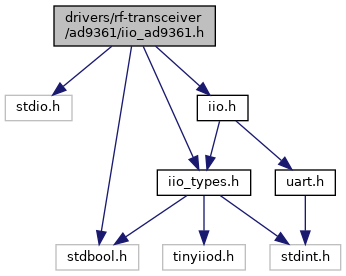 drivers/rf-transceiver
/ad9361/iio_ad9361.h
stdio.h
iio.h
iio_types.h
uart.h
stdbool.h
tinyiiod.h
stdint.h